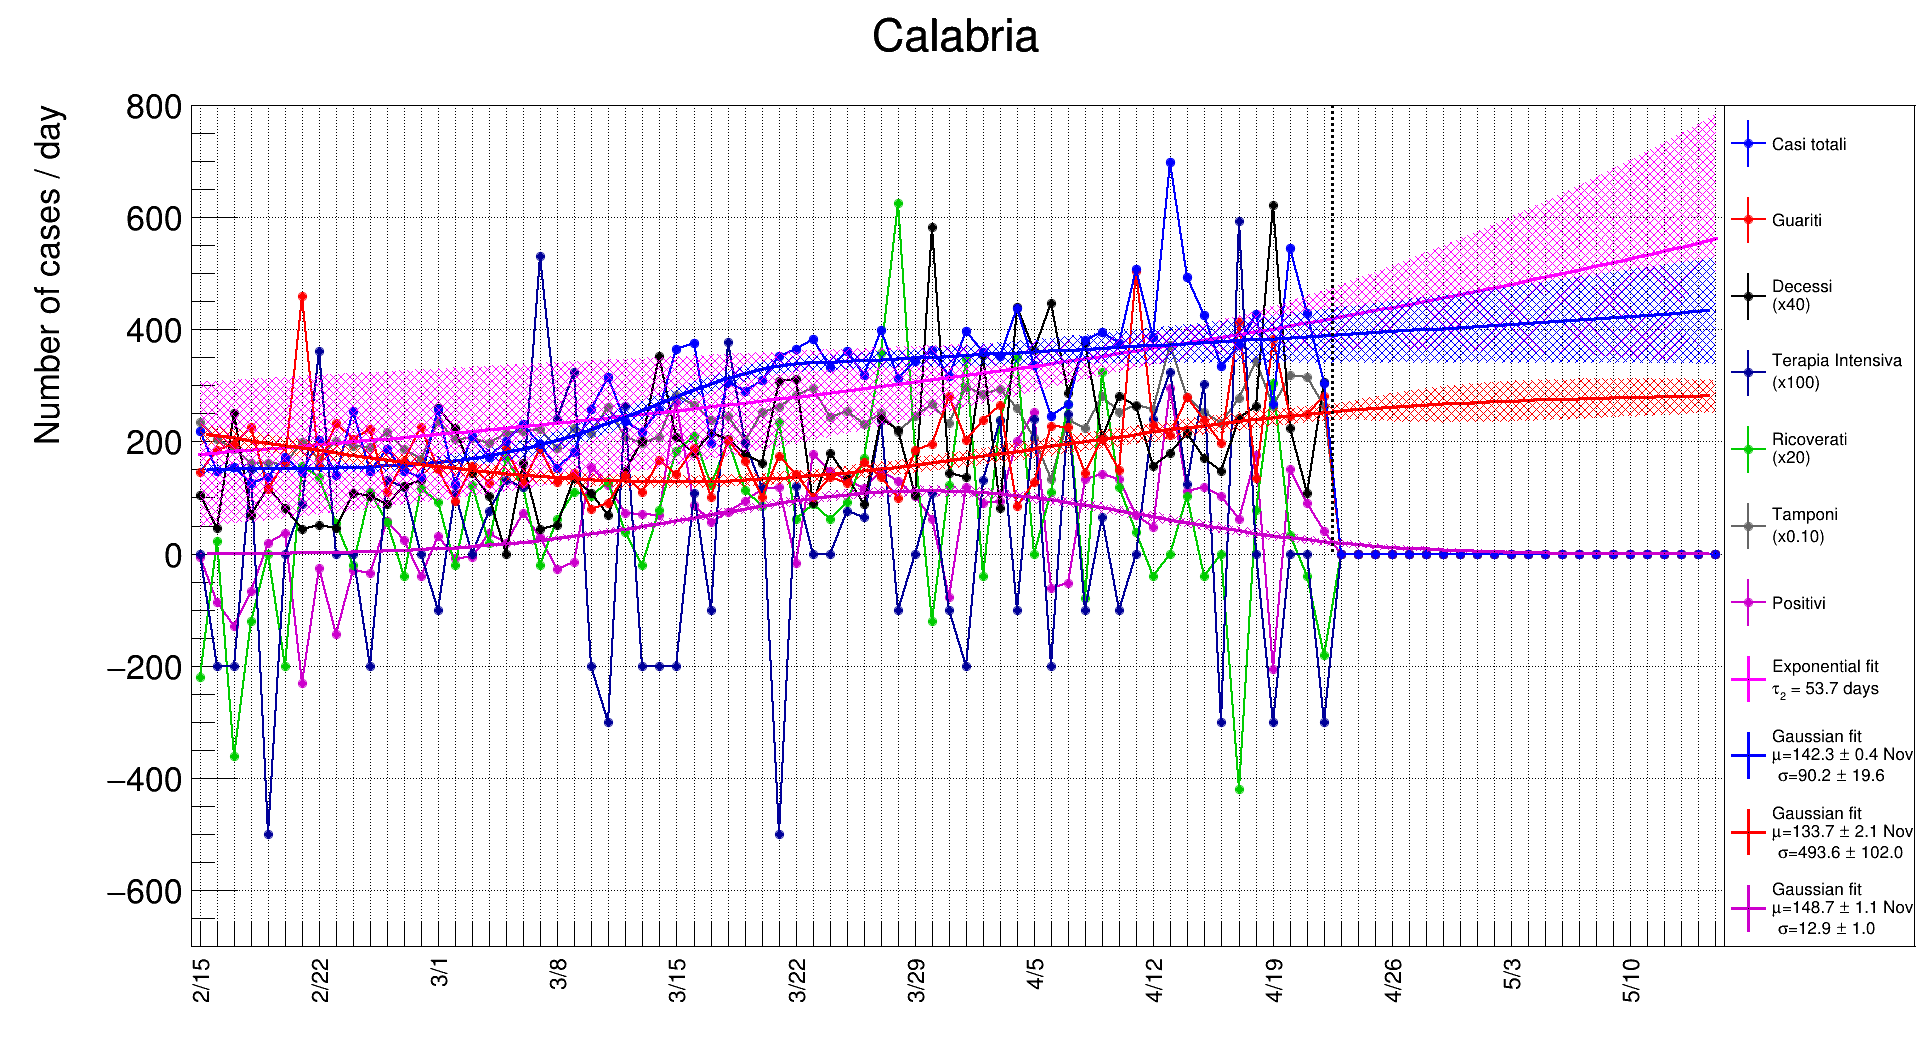 Calabria
Number of cases / day
800
600
400
200
0
−200
−400
−600
2/15
2/22
3/1
3/8
3/15
3/22
3/29
4/5
4/12
4/19
4/26
5/3
5/10
Casi totali
Guariti
Decessi
(x40)
Terapia Intensiva
(x100)
Ricoverati
(x20)
Tamponi
(x0.10)
Positivi
Exponential fit
τ2 = 53.7 days
Gaussian fit
μ=142.3 ± 0.4 Nov
σ=90.2 ± 19.6
Gaussian fit
μ=133.7 ± 2.1 Nov
σ=493.6 ± 102.0
Gaussian fit
μ=148.7 ± 1.1 Nov
σ=12.9 ± 1.0